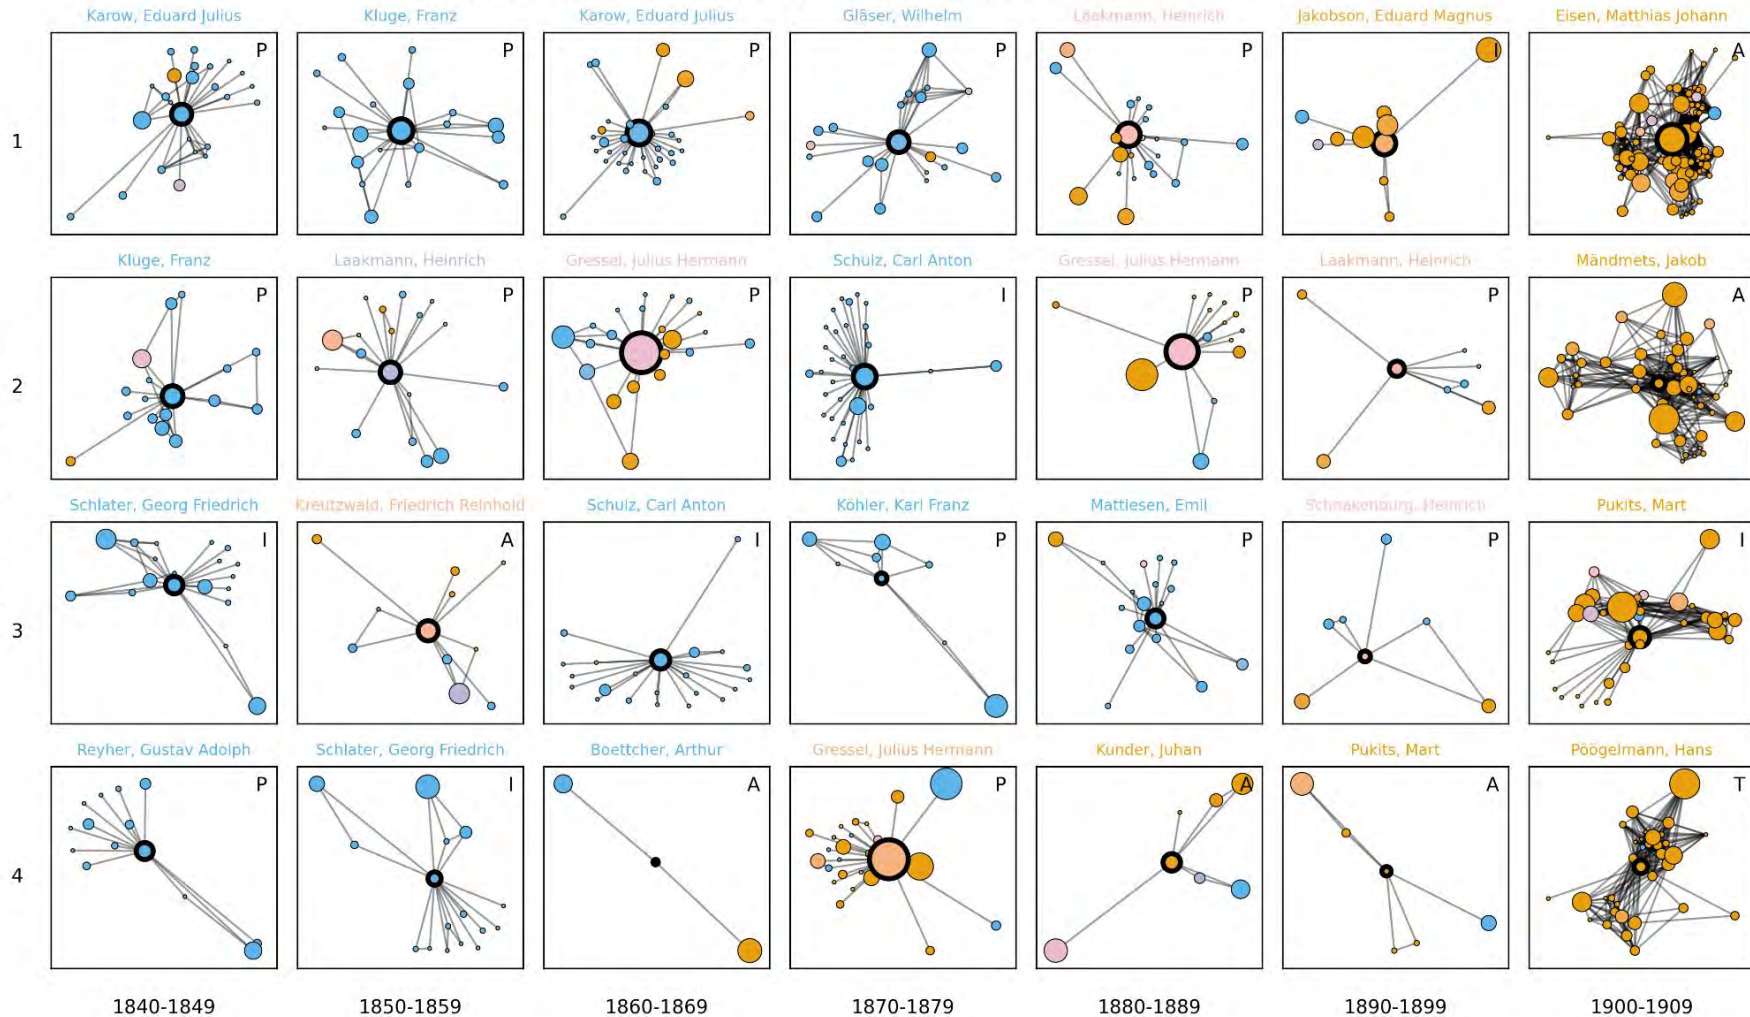 Karow, Eduard Julius Kluge, Franz Karow, Eduard Julius Gläser, Wilhelm Laakmann, Heinrich Jakobson, Eduard Magnus Eisen, Matthias Johann
P P P P P I A
1
Kluge, Franz Laakmann, Heinrich Gressel, Julius Hermann Schulz, Carl Anton Gressel, Julius Hermann Laakmann, Heinrich Mändmets, Jakob
P P P I P P A
2
Schlater, Georg Friedrich Kreutzwald, Friedrich Reinhold Schulz, Carl Anton Köhler, Karl Franz Mattiesen, Emil Schnakenburg, Heinrich Pukits, Mart
I A I P P P I
3
Reyher, Gustav Adolph Schlater, Georg Friedrich Boettcher, Arthur Gressel, Julius Hermann Kunder, Juhan Pukits, Mart Pöögelmann, Hans
P I A P A A T
4
1840-1849 1850-1859 1860-1869 1870-1879 1880-1889 1890-1899 1900-1909